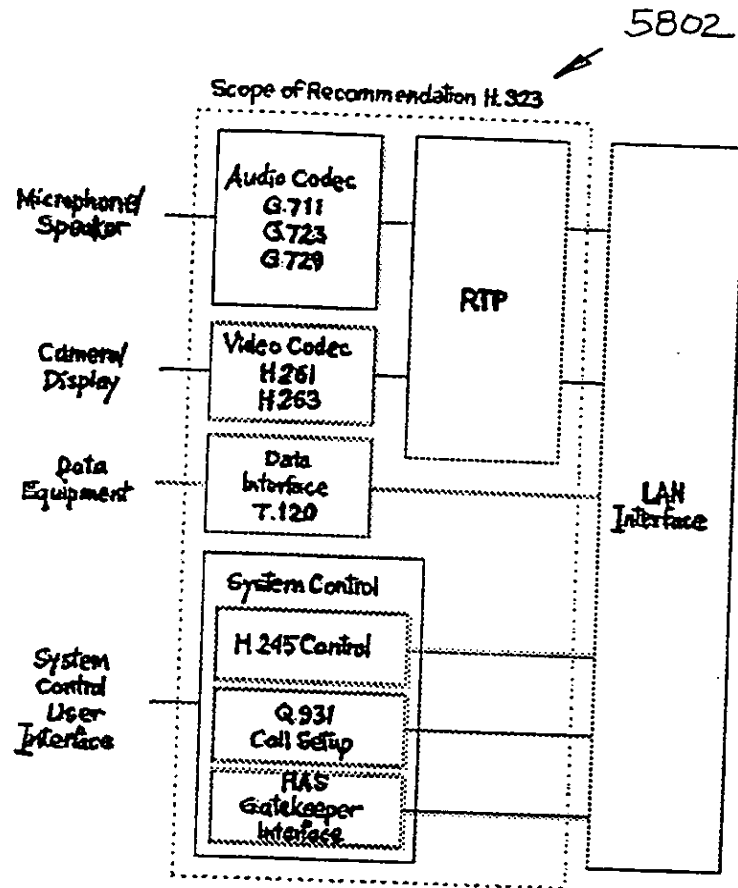 5802
Scope of Recommendation H.323
Microphone/
Speaker
Audio Codec
G.711
G.723
G.729
RTP
Camera/
Display
Video Codec
H.261
H.263
Data
Equipment
Data
Interface
T.120
LAN
Interface
System Control
H.245 Control
System
Control
User
Interface
Q.931
Call Setup
RAS
Gatekeeper
Interface